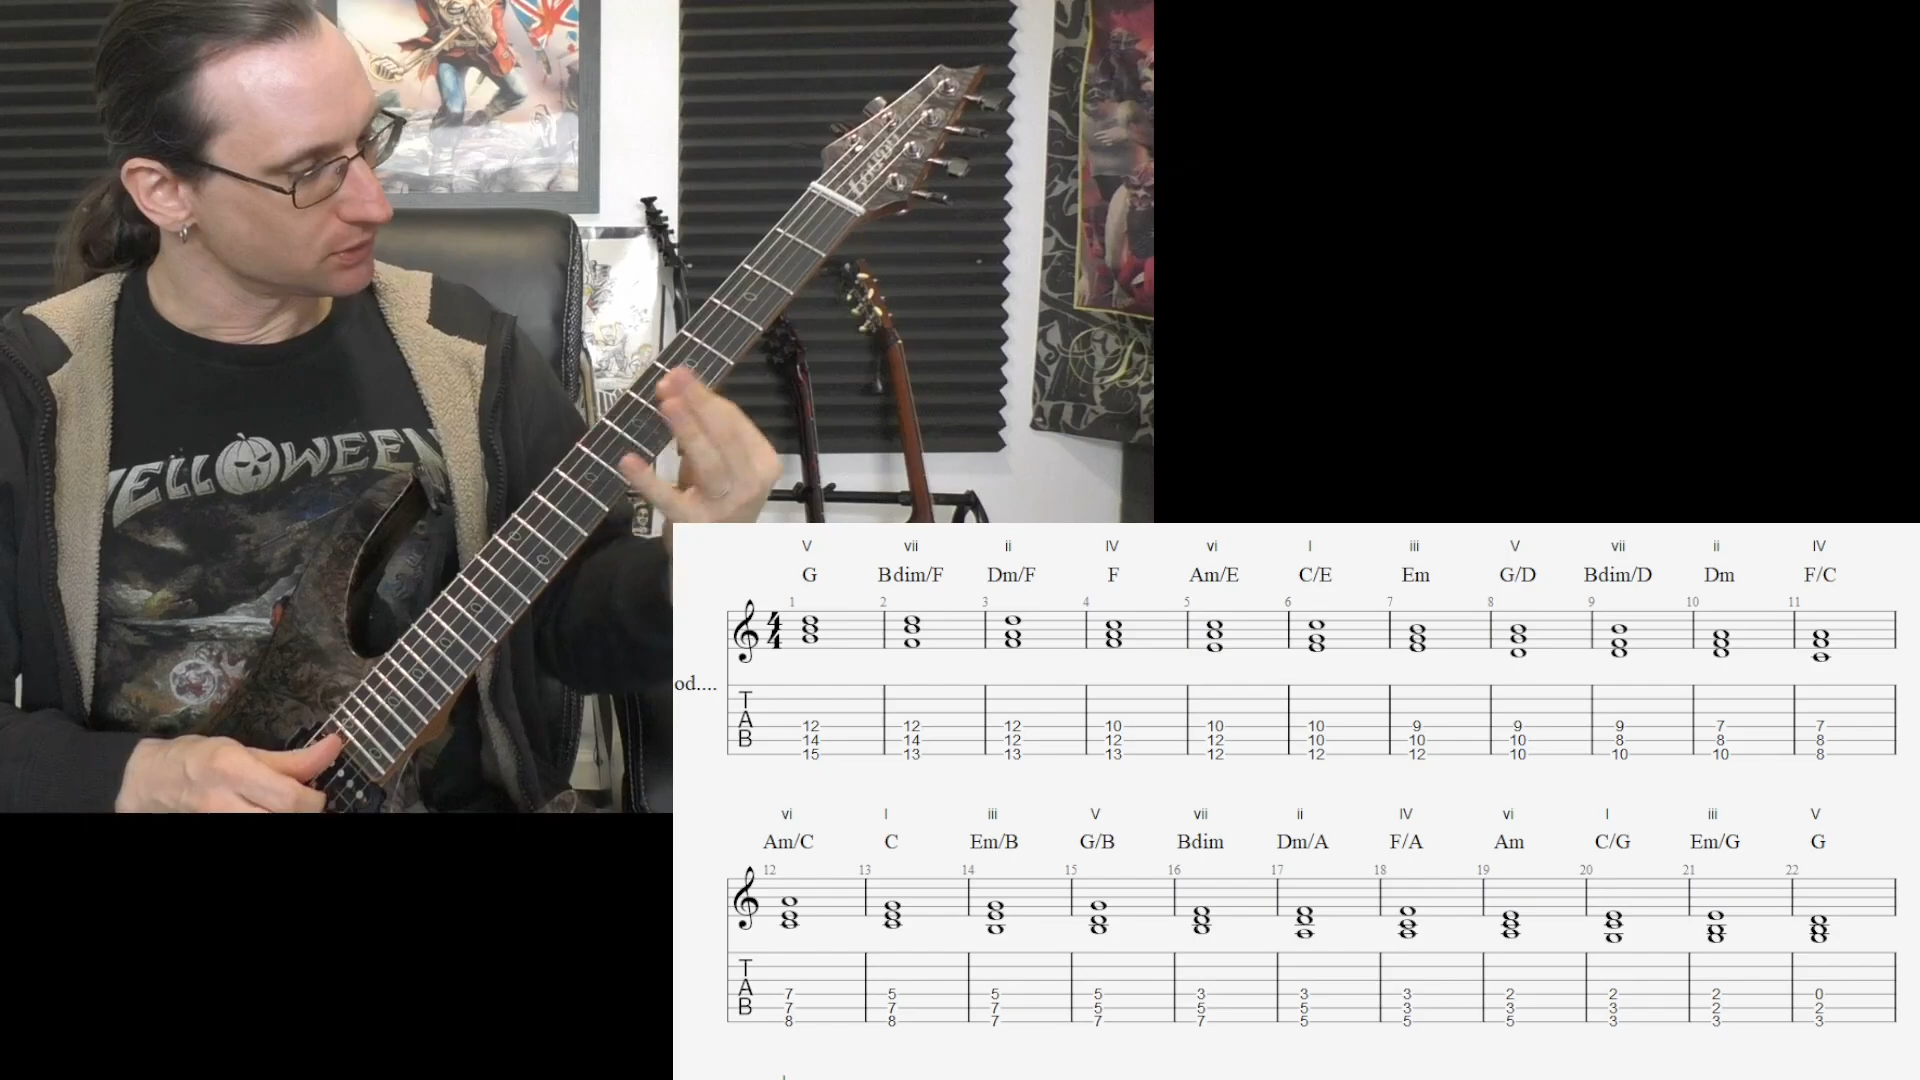 HELLOWEEN
V vii ii IV vi I iii V vii ii IV
G Bdim/F Dm/F F Am/E C/E Em G/D Bdim/D Dm F/C
1 2 3 4 5 6 7 8 9 10 11
4
4
od....
T
A 12 12 12 10 10 10 9 9 9 7 7
B 14 14 12 12 12 10 10 10 8 8 8
15 13 13 13 12 12 12 10 10 10 8
vi I iii V vii ii IV vi I iii V
Am/C C Em/B G/B Bdim Dm/A F/A Am C/G Em/G G
12 13 14 15 16 17 18 19 20 21 22
T
A 7 5 5 5 3 3 3 2 2 2 0
B 7 7 7 5 5 5 3 3 3 2 2
8 8 7 7 7 5 5 5 3 3 3